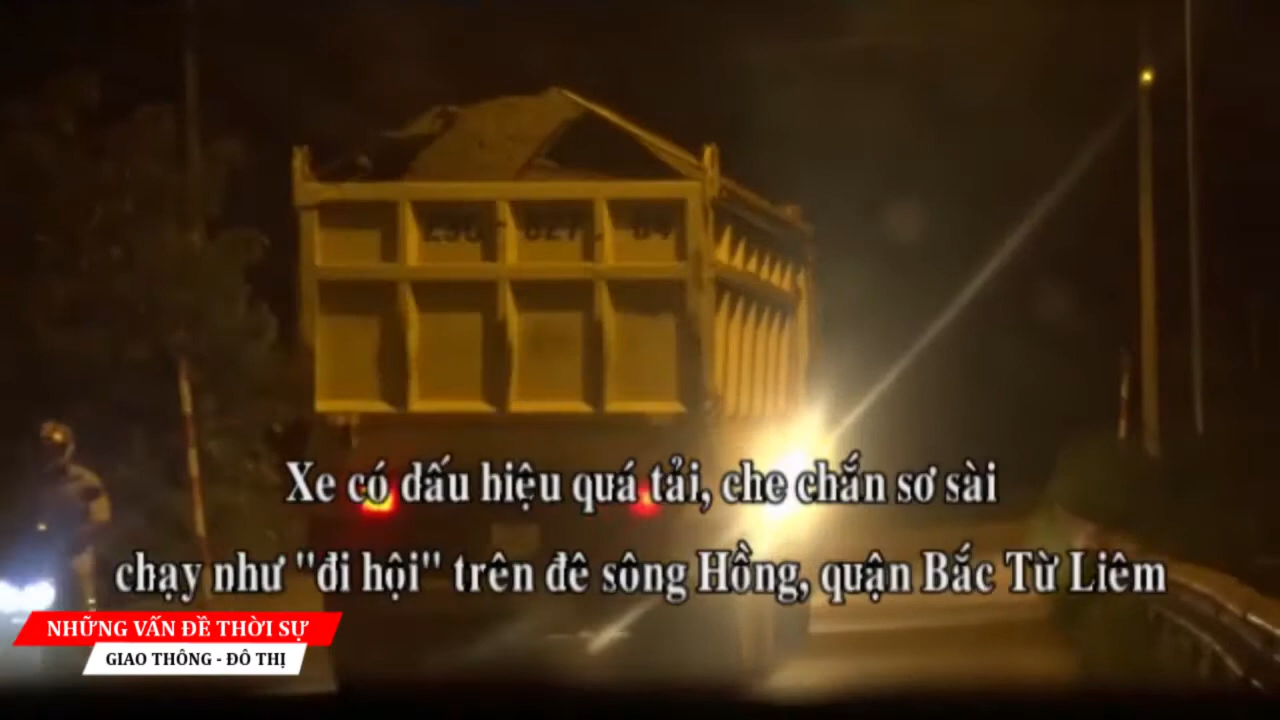 Xe có dấu hiệu quá tải, che chắn sơ sài
chạy như "đi hội" trên đê sông Hồng, quận Bắc Từ Liêm
NHỮNG VẤN ĐỀ THỜI SỰ
GIAO THÔNG - ĐÔ THỊ